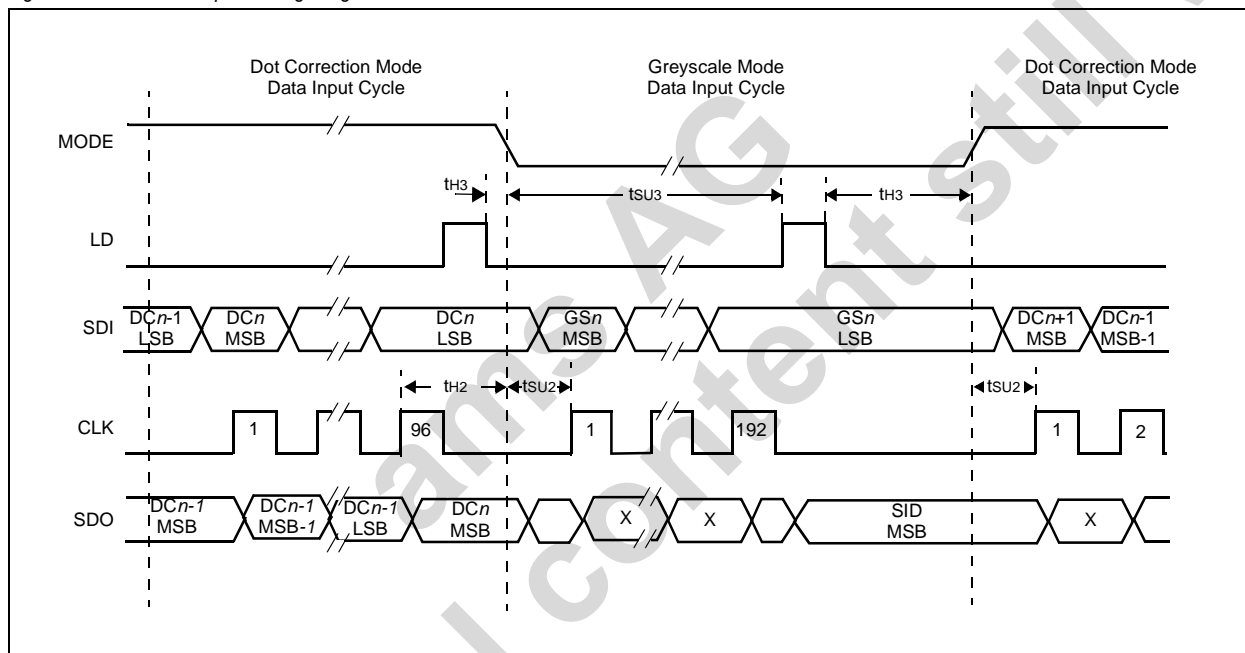 Dot Correction Mode
Data Input Cycle
Greyscale Mode
Data Input Cycle
Dot Correction Mode
Data Input Cycle
MODE
tH3
tSU3
tH3
LD
SDI
DCn-1
LSB
DCn
MSB
DCn
LSB
GSn
MSB
GSn
LSB
DCn+1
MSB
DCn-1
MSB-1
tH2
tSU2
tSU2
CLK
1
96
1
192
1
2
SDO
DCn-1
MSB
DCn-1
MSB-1
DCn-1
LSB
DCn
MSB
X
X
SID
MSB
X
ams AG
content still